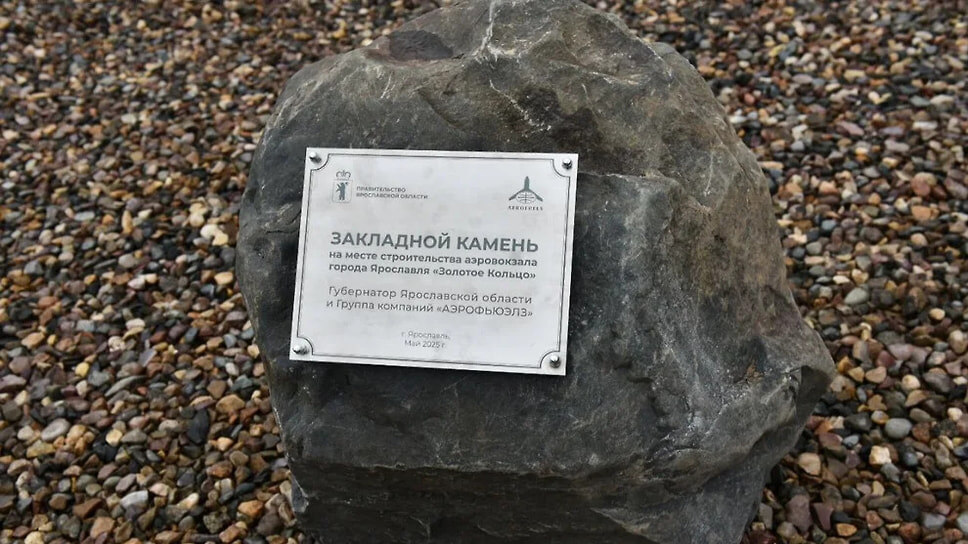 ПРАВИТЕЛЬСТВО
ЯРОСЛАВСКОЙ ОБЛАСТИ
AEROFUELS
ЗАКЛАДНОЙ КАМЕНЬ
на месте строительства аэровокзала
города Ярославля «Золотое Кольцо»
Губернатор Ярославской области
и Группа компаний «АЭРОФЬЮЭЛЗ»
г. Ярославль,
Май 2025 г.